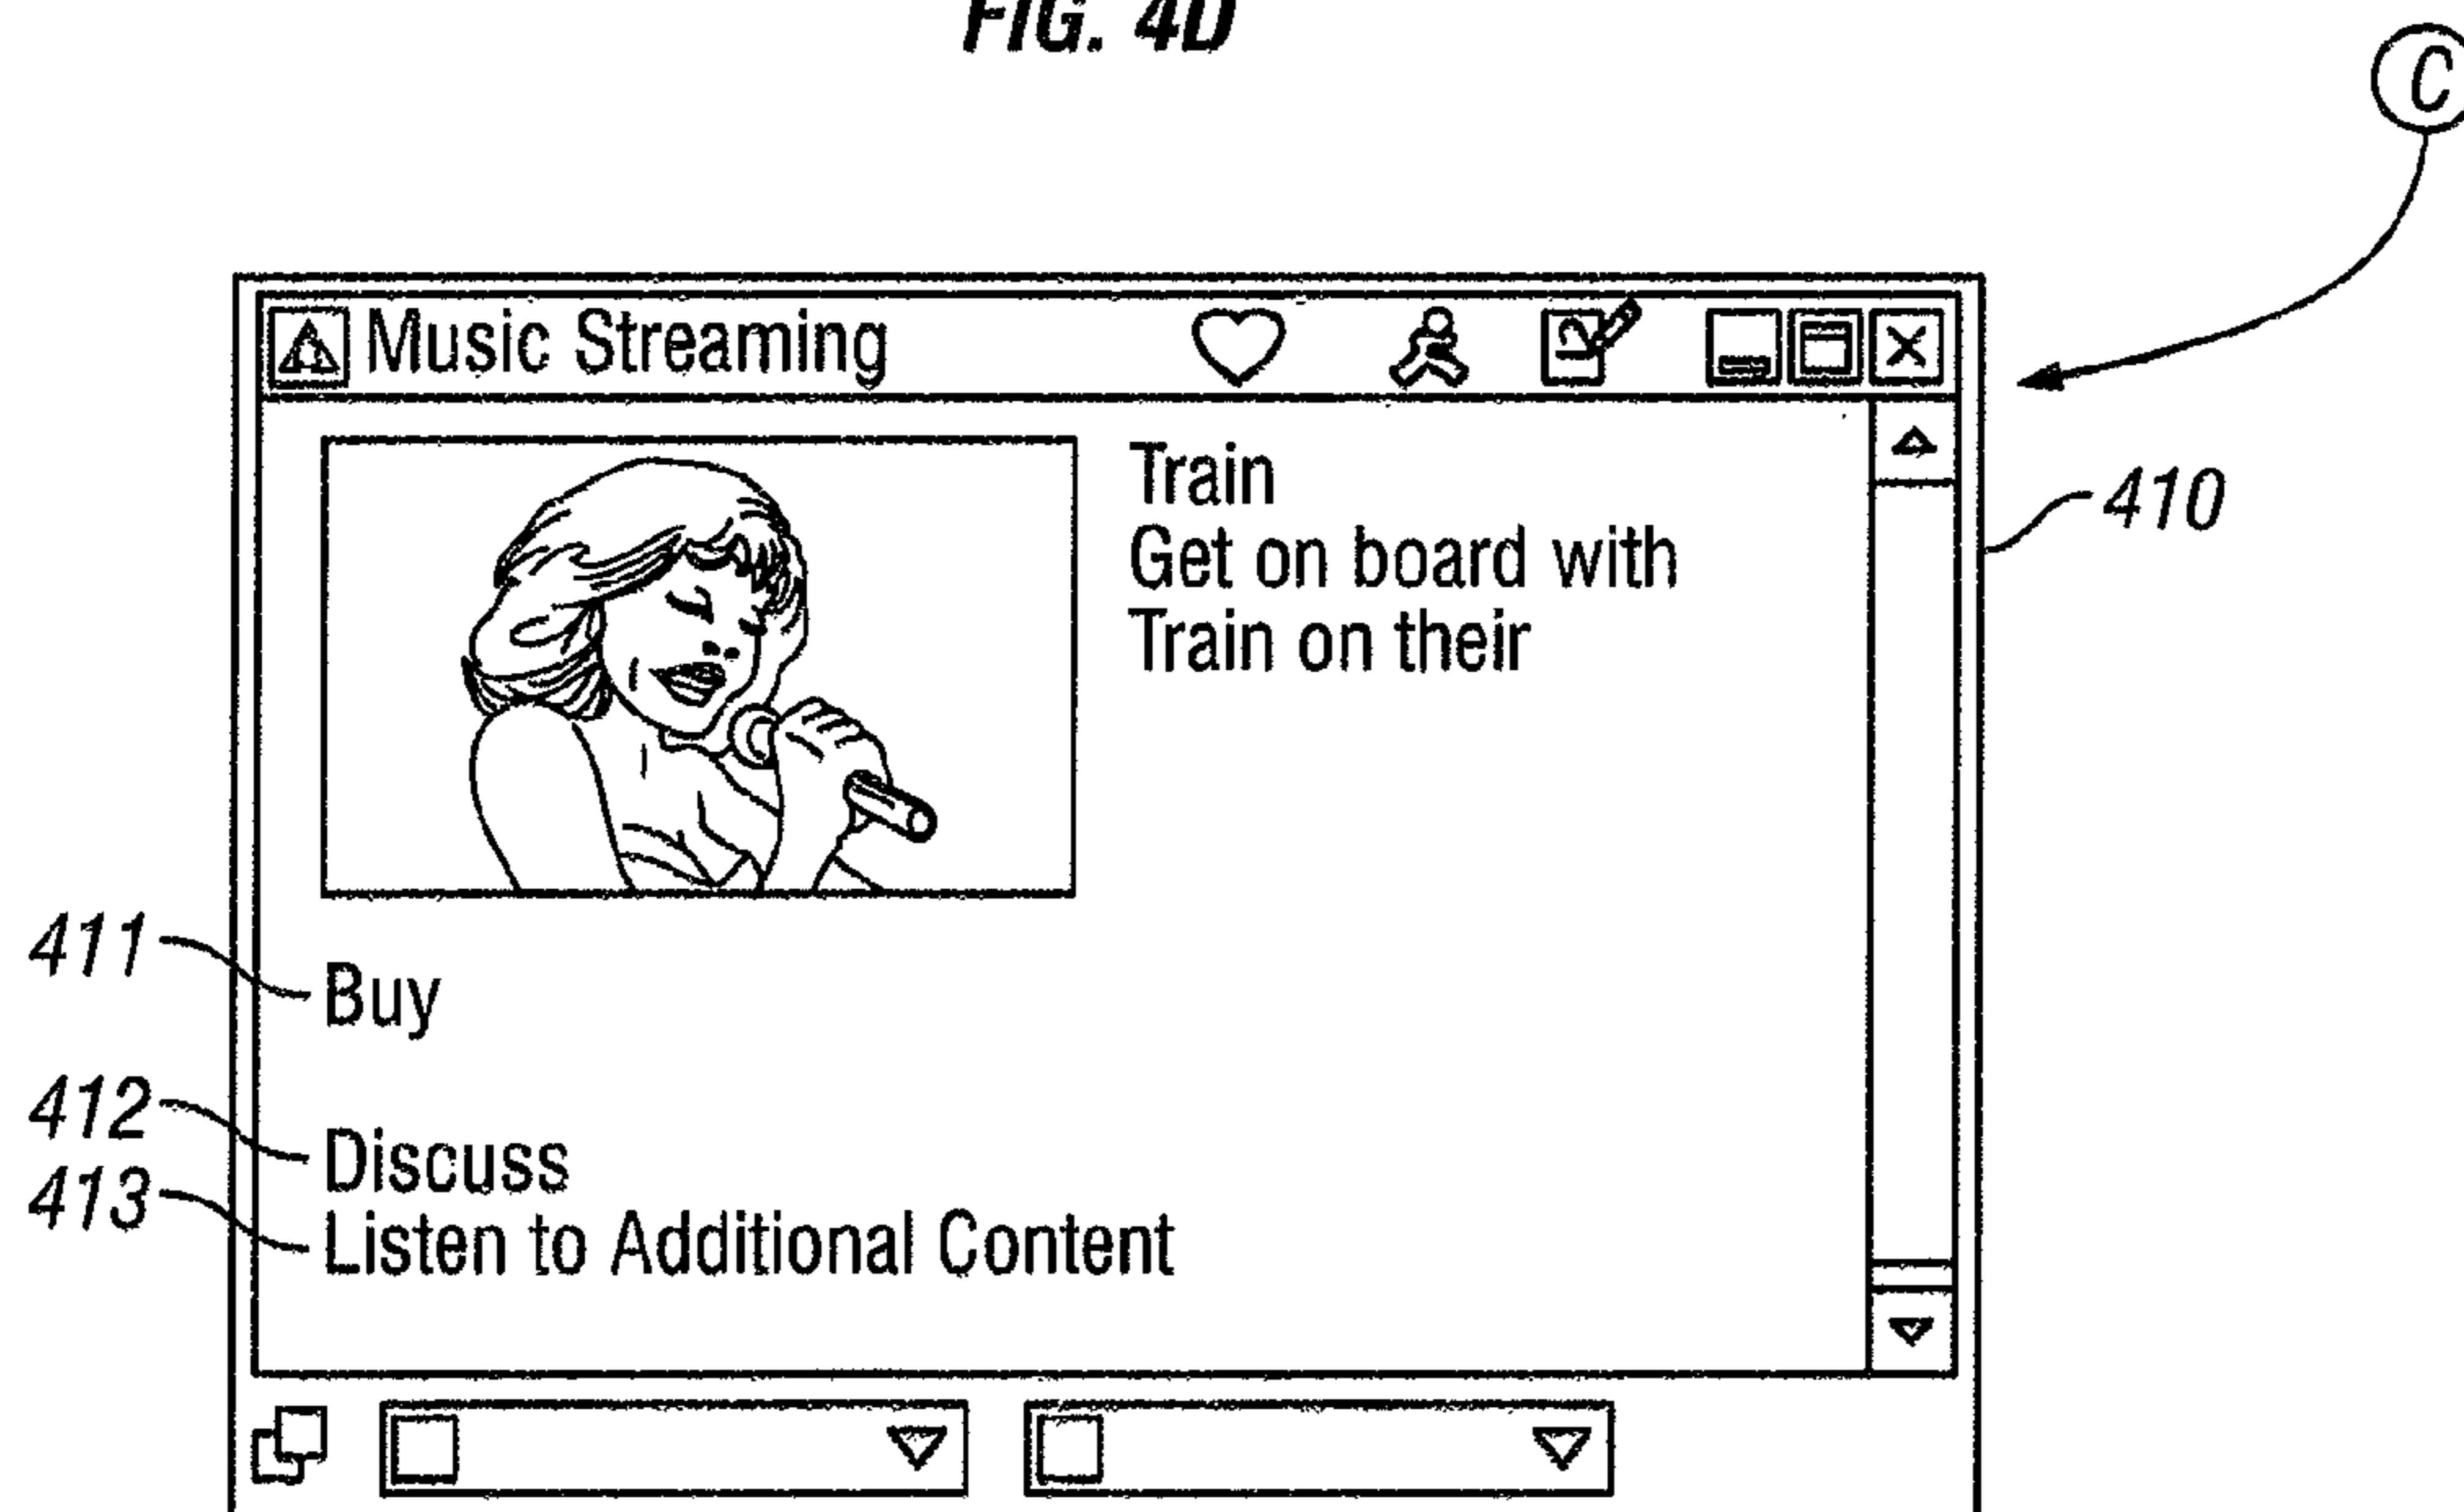 FIG. 4D
C
Music Streaming
Train
Get on board with
Train on their
410
411
Buy
412
Discuss
413
Listen to Additional Content